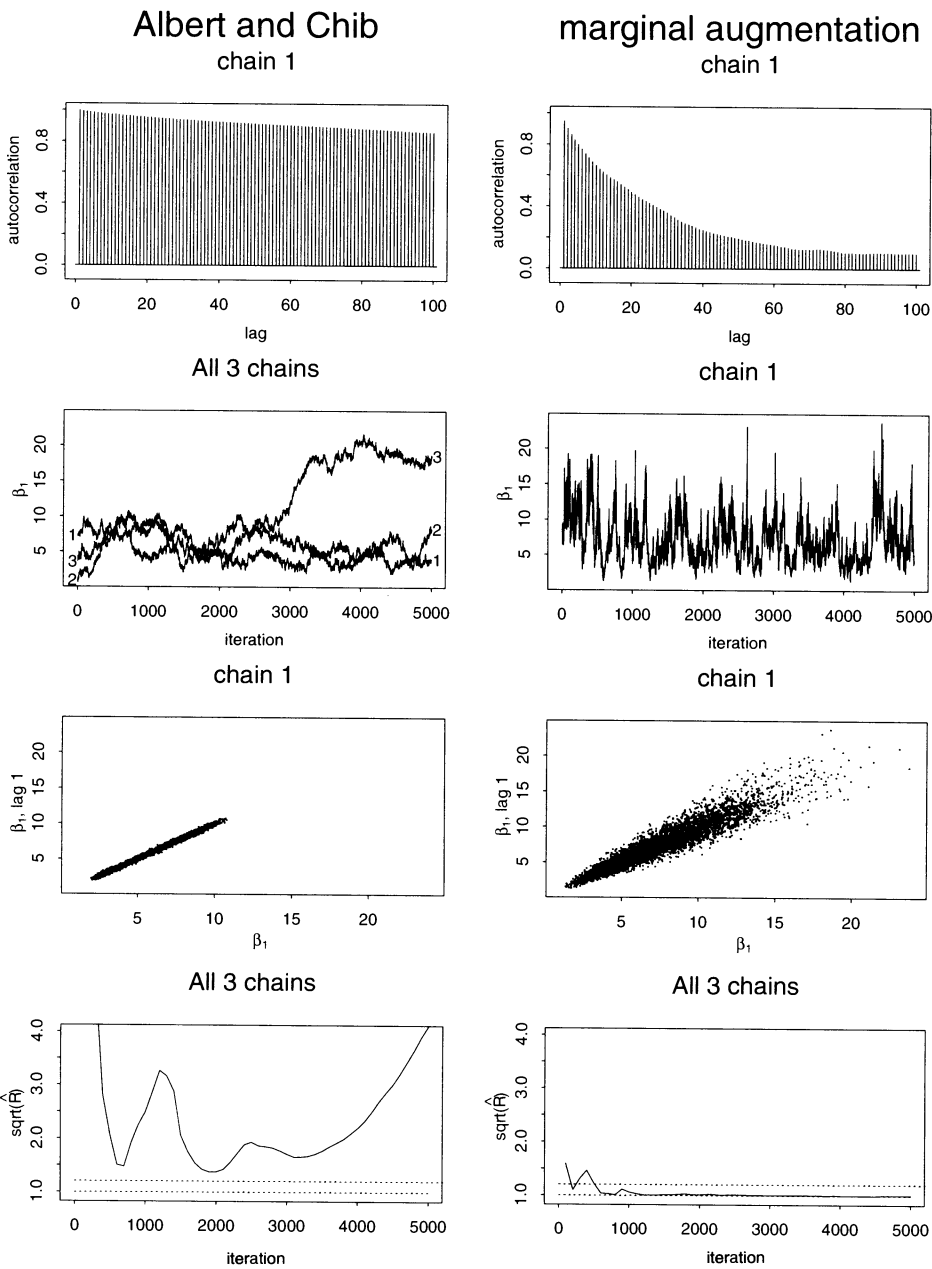 Albert and Chib
chain 1
autocorrelation
0.0 0.4 0.8
0 20 40 60 80 100
lag
All 3 chains
β₁
5 10 15 20
1
3
2
3
2
1
0 1000 2000 3000 4000 5000
iteration
chain 1
β₁, lag 1
5 10 15 20
5 10 15 20
β₁
All 3 chains
sqrt(R̂)
1.0 2.0 3.0 4.0
0 1000 2000 3000 4000 5000
iteration
marginal augmentation
chain 1
autocorrelation
0.0 0.4 0.8
0 20 40 60 80 100
lag
chain 1
β₁
5 10 15 20
0 1000 2000 3000 4000 5000
iteration
chain 1
β₁, lag 1
5 10 15 20
5 10 15 20
β₁
All 3 chains
sqrt(R̂)
1.0 2.0 3.0 4.0
0 1000 2000 3000 4000 5000
iteration